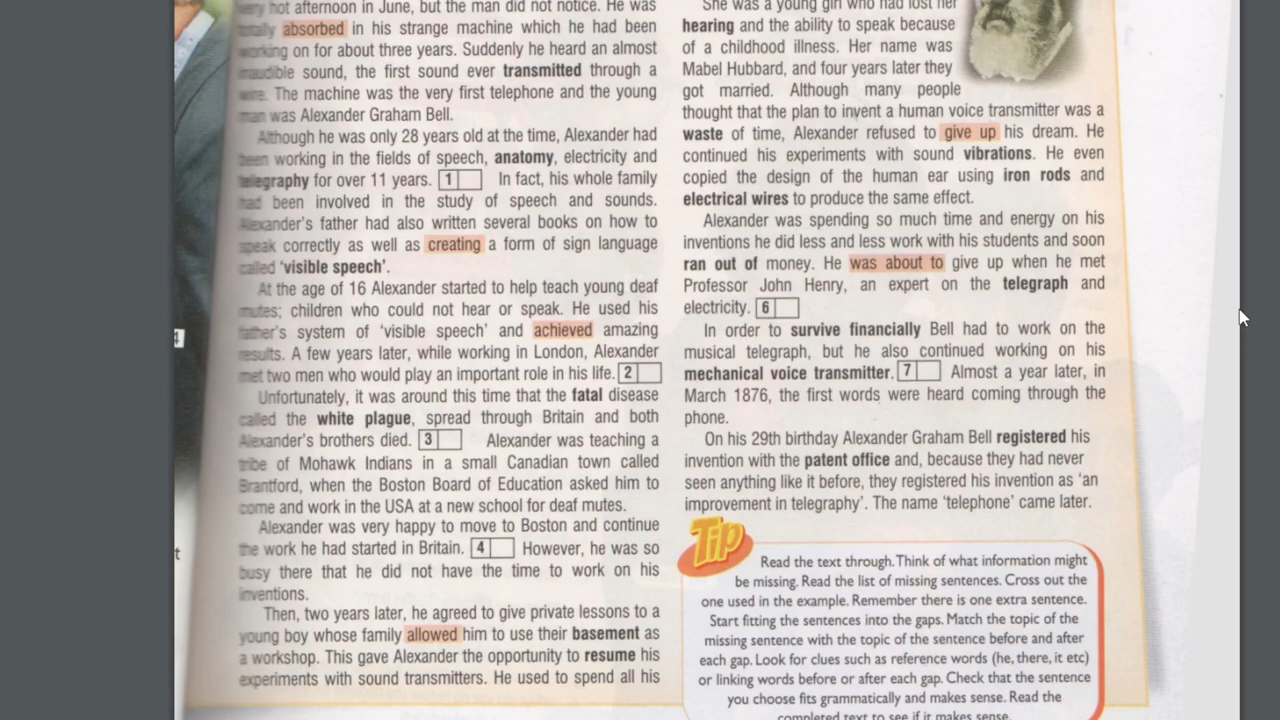 very hot afternoon in June, but the man did not notice. He was
totally absorbed in his strange machine which he had been
working on for about three years. Suddenly he heard an almost
inaudible sound, the first sound ever transmitted through a
wire. The machine was the very first telephone and the young
man was Alexander Graham Bell.
Although he was only 28 years old at the time, Alexander had
been working in the fields of speech, anatomy, electricity and
telegraphy for over 11 years. 1 In fact, his whole family
had been involved in the study of speech and sounds.
Alexander's father had also written several books on how to
speak correctly as well as creating a form of sign language
called 'visible speech'.
At the age of 16 Alexander started to help teach young deaf
mutes; children who could not hear or speak. He used his
father's system of 'visible speech' and achieved amazing
results. A few years later, while working in London, Alexander
met two men who would play an important role in his life. 2
Unfortunately, it was around this time that the fatal disease
called the white plague, spread through Britain and both
Alexander's brothers died. 3 Alexander was teaching a
tribe of Mohawk Indians in a small Canadian town called
Brantford, when the Boston Board of Education asked him to
come and work in the USA at a new school for deaf mutes.
Alexander was very happy to move to Boston and continue
the work he had started in Britain. 4 However, he was so
busy there that he did not have the time to work on his
inventions.
Then, two years later, he agreed to give private lessons to a
young boy whose family allowed him to use their basement as
a workshop. This gave Alexander the opportunity to resume his
experiments with sound transmitters. He used to spend all his
She was a young girl who had lost her
hearing and the ability to speak because
of a childhood illness. Her name was
Mabel Hubbard, and four years later they
got married. Although many people
thought that the plan to invent a human voice transmitter was a
waste of time, Alexander refused to give up his dream. He
continued his experiments with sound vibrations. He even
copied the design of the human ear using iron rods and
electrical wires to produce the same effect.
Alexander was spending so much time and energy on his
inventions he did less and less work with his students and soon
ran out of money. He was about to give up when he met
Professor John Henry, an expert on the telegraph and
electricity. 6
In order to survive financially Bell had to work on the
musical telegraph, but he also continued working on his
mechanical voice transmitter. 7 Almost a year later, in
March 1876, the first words were heard coming through the
phone.
On his 29th birthday Alexander Graham Bell registered his
invention with the patent office and, because they had never
seen anything like it before, they registered his invention as 'an
improvement in telegraphy'. The name 'telephone' came later.
Tip
Read the text through. Think of what information might
be missing. Read the list of missing sentences. Cross out the
one used in the example. Remember there is one extra sentence.
Start fitting the sentences into the gaps. Match the topic of the
missing sentence with the topic of the sentence before and after
each gap. Look for clues such as reference words (he, there, it etc)
or linking words before or after each gap. Check that the sentence
you choose fits grammatically and makes sense. Read the
completed text to see if it makes sense.
t